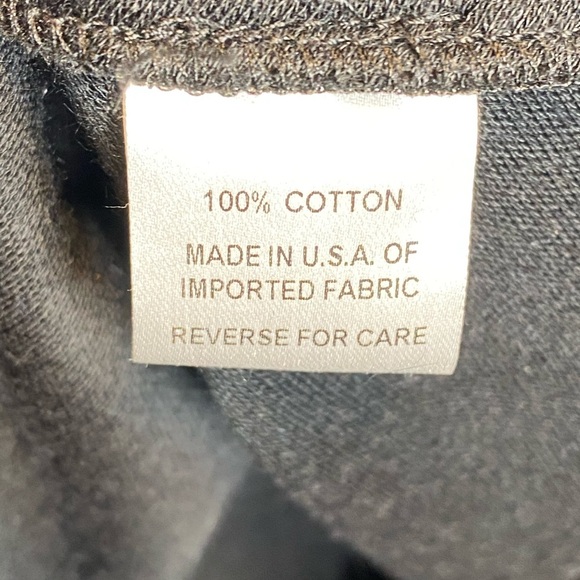 100% COTTON
MADE IN U.S.A. OF
IMPORTED FABRIC
REVERSE FOR CARE